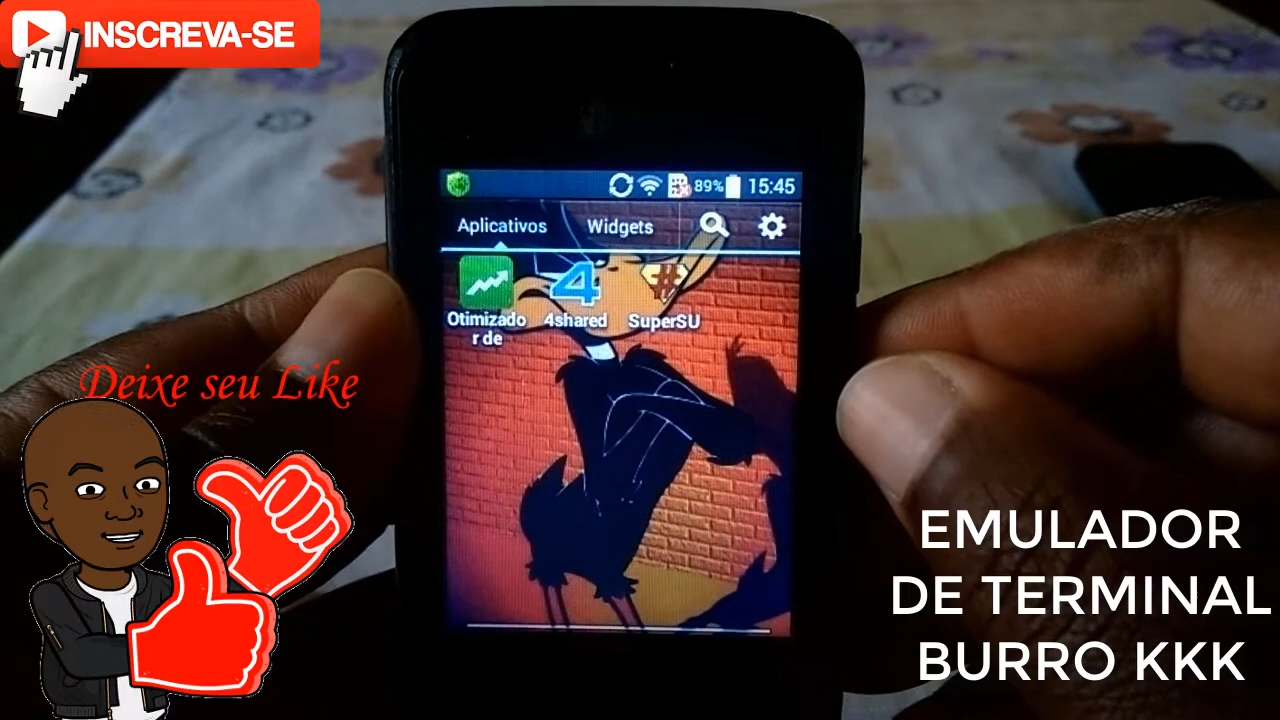 INSCREVA-SE
89% 15:45
Aplicativos Widgets
4
#
Otimizado 4shared SuperSU
r de
Deixe seu Like
EMULADOR
DE TERMINAL
BURRO KKK